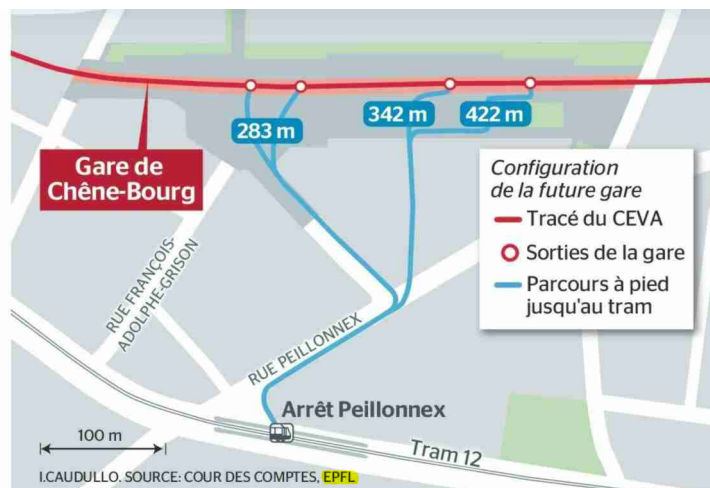 283 m
342 m
422 m
Gare de
Chêne-Bourg
Configuration
de la future gare
Tracé du CEVA
Sorties de la gare
Parcours à pied
jusqu'au tram
RUE FRANÇOIS-
ADOLPHE-GRISON
RUE PEILLONNEX
Arrêt Peillonnex
100 m
Tram 12
I.CAUDULLO. SOURCE: COUR DES COMPTES, EPFL